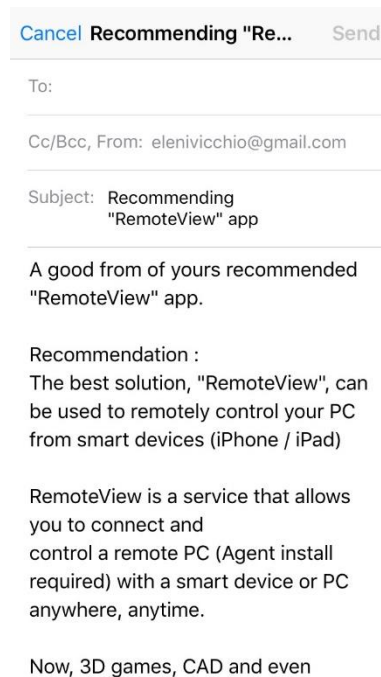 Cancel Recommending "Re... Send
To:
Cc/Bcc, From: elenivicchio@gmail.com
Subject: Recommending
"RemoteView" app
A good from of yours recommended
"RemoteView" app.
Recommendation :
The best solution, "RemoteView", can
be used to remotely control your PC
from smart devices (iPhone / iPad)
RemoteView is a service that allows
you to connect and
control a remote PC (Agent install
required) with a smart device or PC
anywhere, anytime.
Now, 3D games, CAD and even